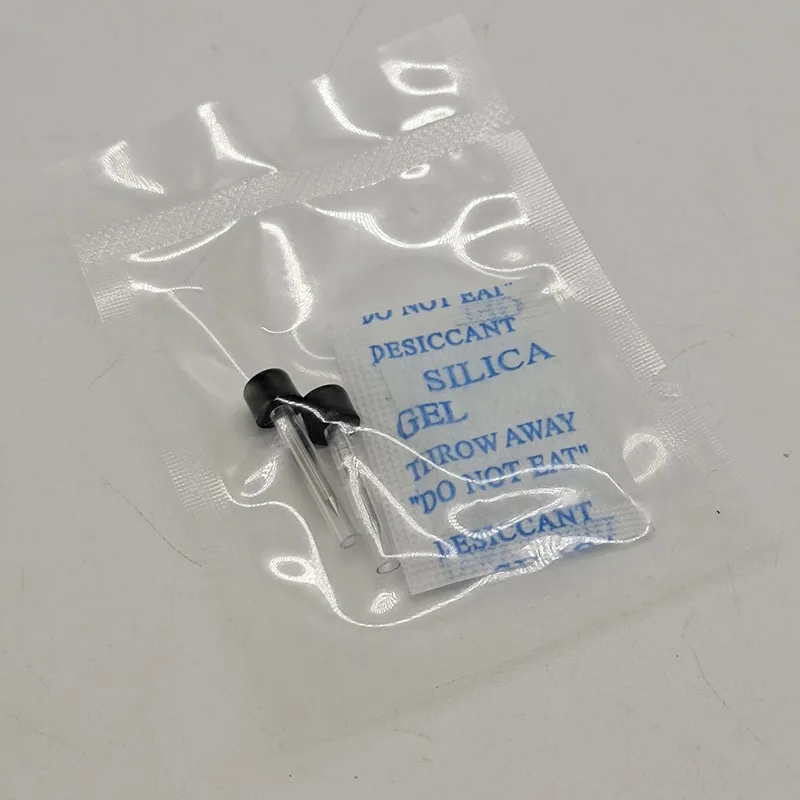 DO NOT EAT"
DESICCANT
SILICA
GEL
THROW AWAY
"DO NOT EAT"
DESICCANT